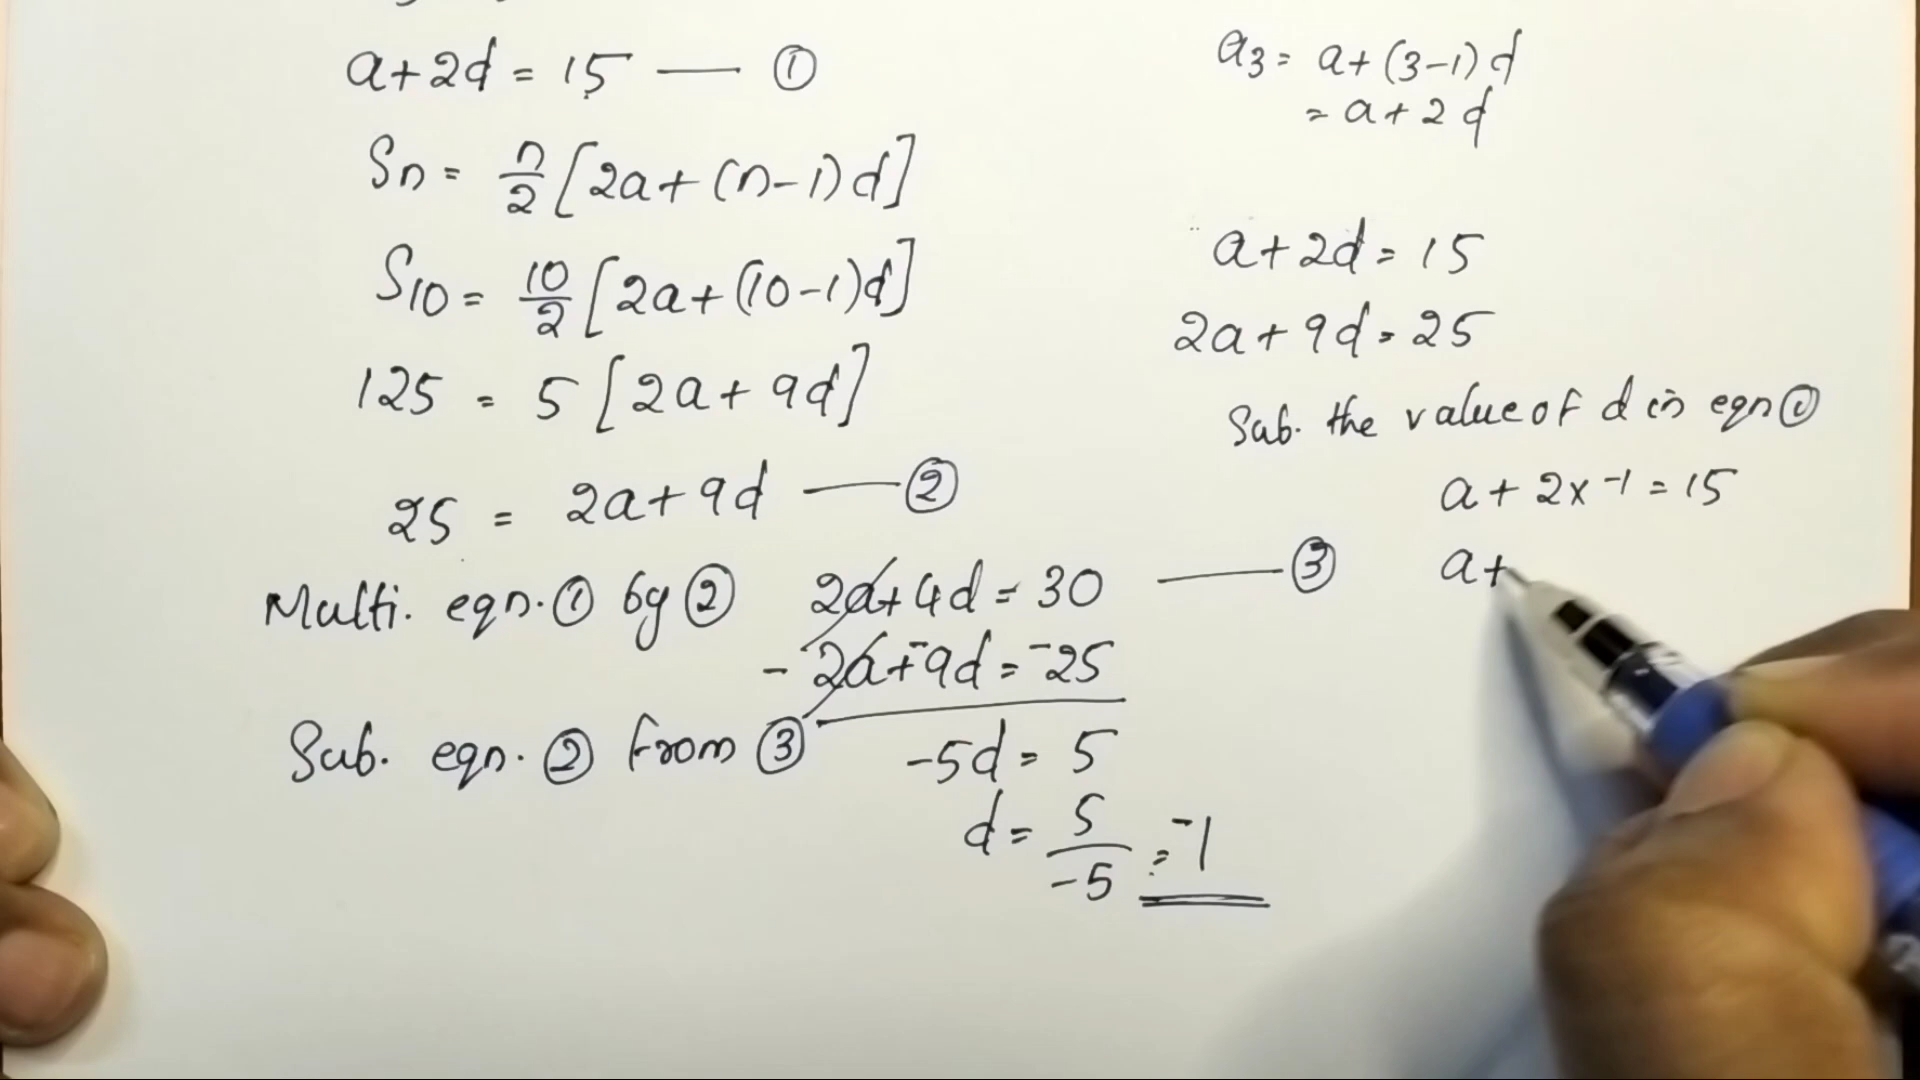 a+2d = 15 — ①
Sn = n/2 [2a+(n-1)d]
S10 = 10/2 [2a+(10-1)d]
125 = 5 [2a+9d]
25 = 2a+9d — ②
Multi. eqn. ① by ② 2a+4d = 30 — ③
- 2a+-9d = -25
Sub. eqn. ② from ③ -5d = 5
d = 5/-5 = -1
a3 = a+(3-1)d
= a+2d
a+2d = 15
2a+9d = 25
Sub. the value of d in eqn ①
a+2x-1 = 15
a+